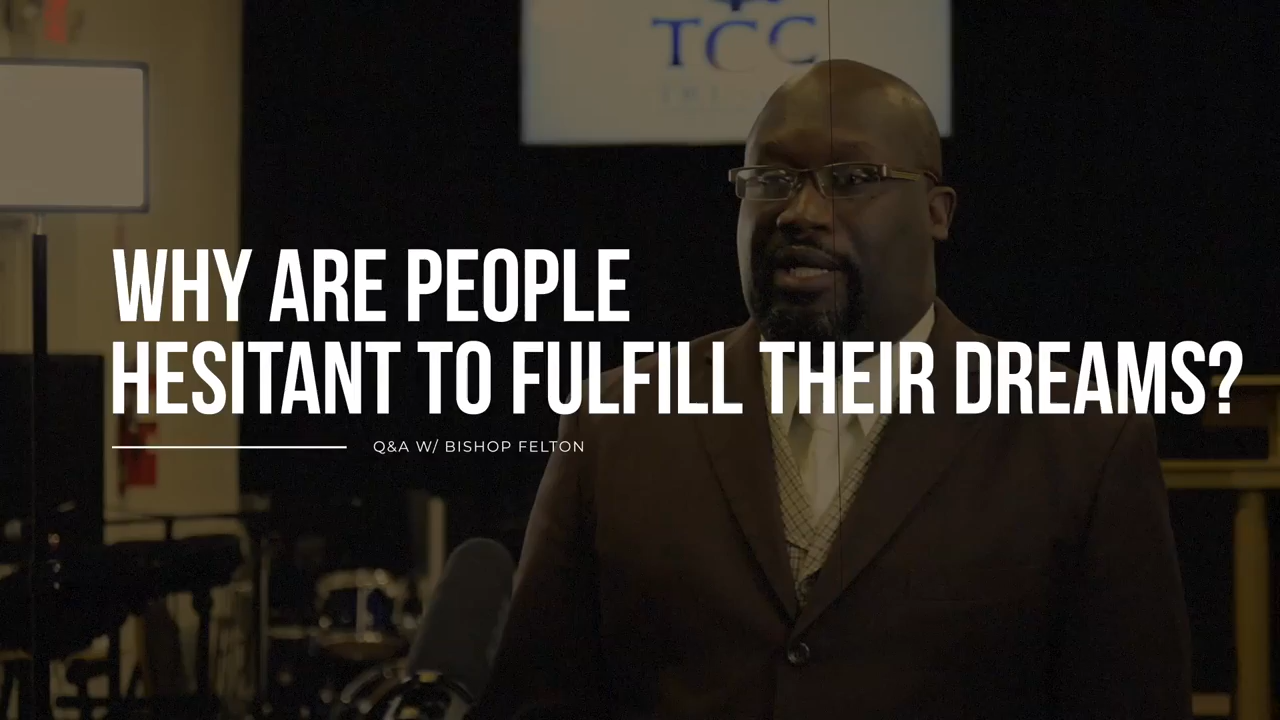 TCC
WHY ARE PEOPLE
HESITANT TO FULFILL THEIR DREAMS?
Q&A W/ BISHOP FELTON